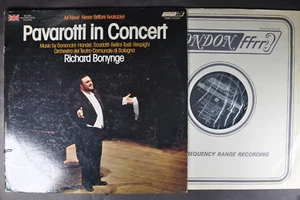 All New! Never Before Available!
Pavarotti in Concert
Music by Bononcini · Handel · Scarlatti · Bellini · Tosti · Respighi
Orchestra del Teatro Comunale di Bologna
Richard Bonynge
LONDON ffrr
FREQUENCY RANGE RECORDING